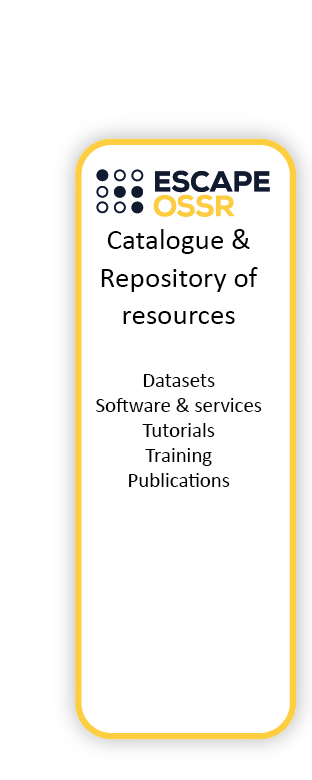 ESCAPE
OSSR
Catalogue &
Repository of
resources
Datasets
Software & services
Tutorials
Training
Publications